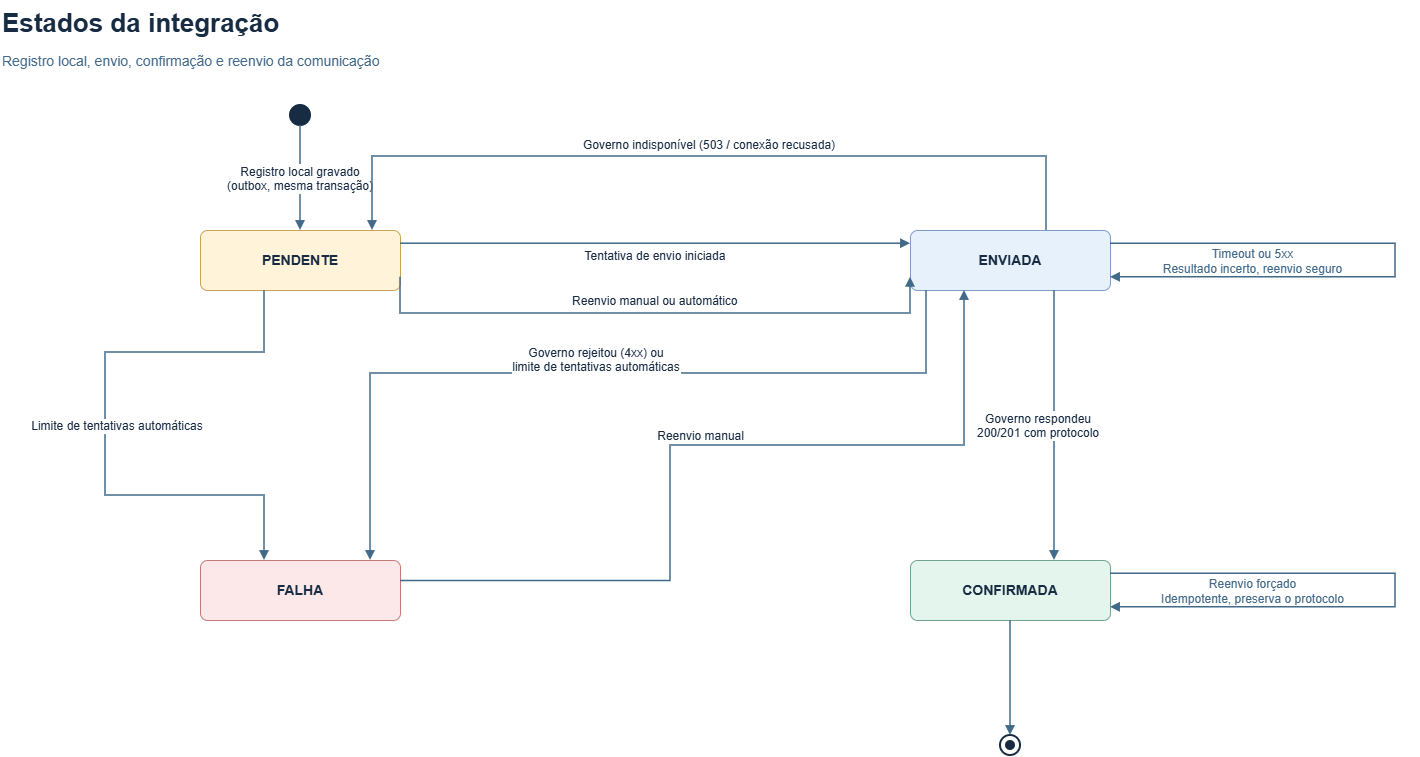 Estados da integração
Registro local, envio, confirmação e reenvio da comunicação
Governo indisponível (503 / conexão recusada)
Registro local gravado
(outbox, mesma transação)
PENDENTE
Tentativa de envio iniciada
ENVIADA
Timeout ou 5xx
Resultado incerto, reenvio seguro
Reenvio manual ou automático
Governo rejeitou (4xx) ou
limite de tentativas automáticas
Limite de tentativas automáticas
Reenvio manual
Governo respondeu
200/201 com protocolo
FALHA
CONFIRMADA
Reenvio forçado
Idempotente, preserva o protocolo